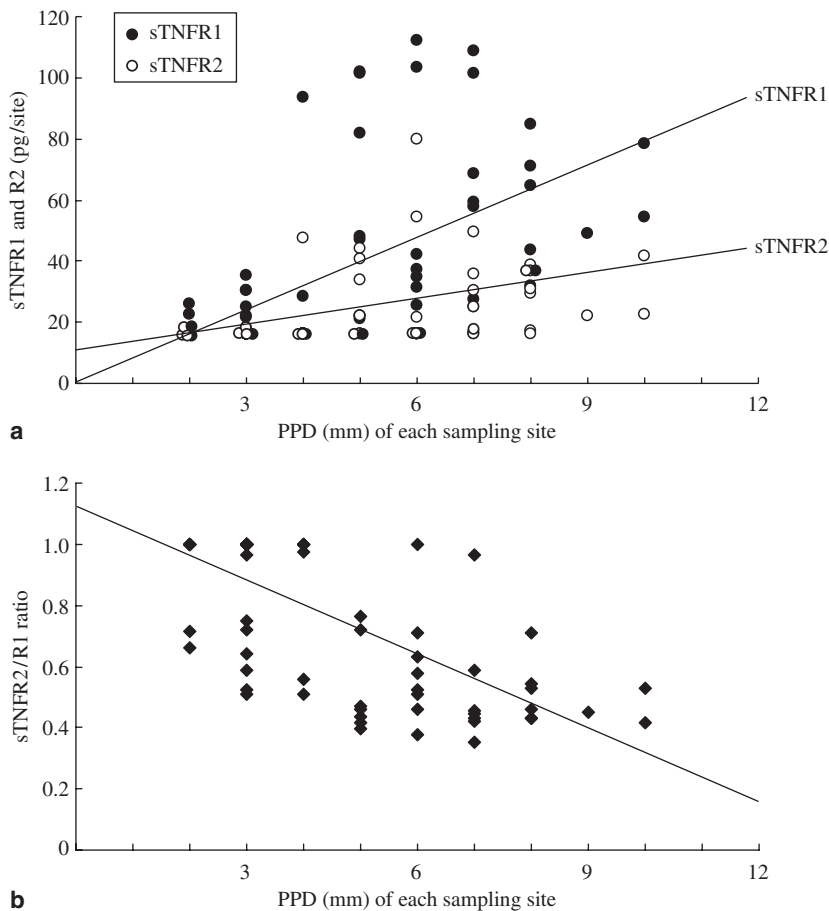 120
100
80
60
40
20
0
sTNFR1 and R2 (pg/site)
sTNFR1
sTNFR2
sTNFR1
sTNFR2
3 6 9 12
PPD (mm) of each sampling site
a
1.2
1.0
0.8
0.6
0.4
0.2
0
sTNFR2/R1 ratio
3 6 9 12
PPD (mm) of each sampling site
b